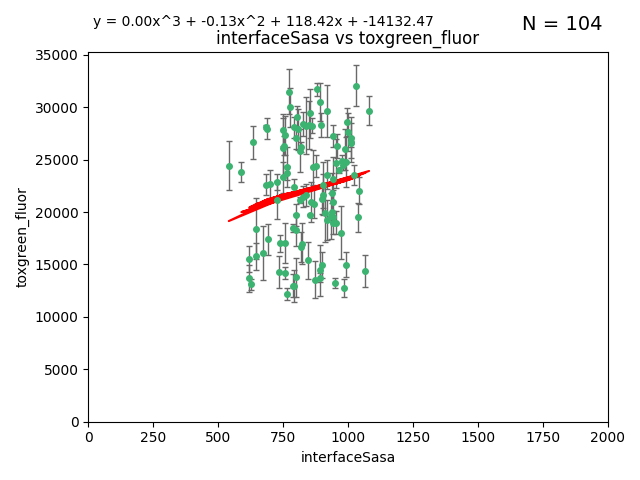 y = 0.00x^3 + -0.13x^2 + 118.42x + -14132.47
N = 104
interfaceSasa vs toxgreen_fluor
35000
30000
25000
20000
15000
10000
5000
0
toxgreen_fluor
0 250 500 750 1000 1250 1500 1750 2000
interfaceSasa